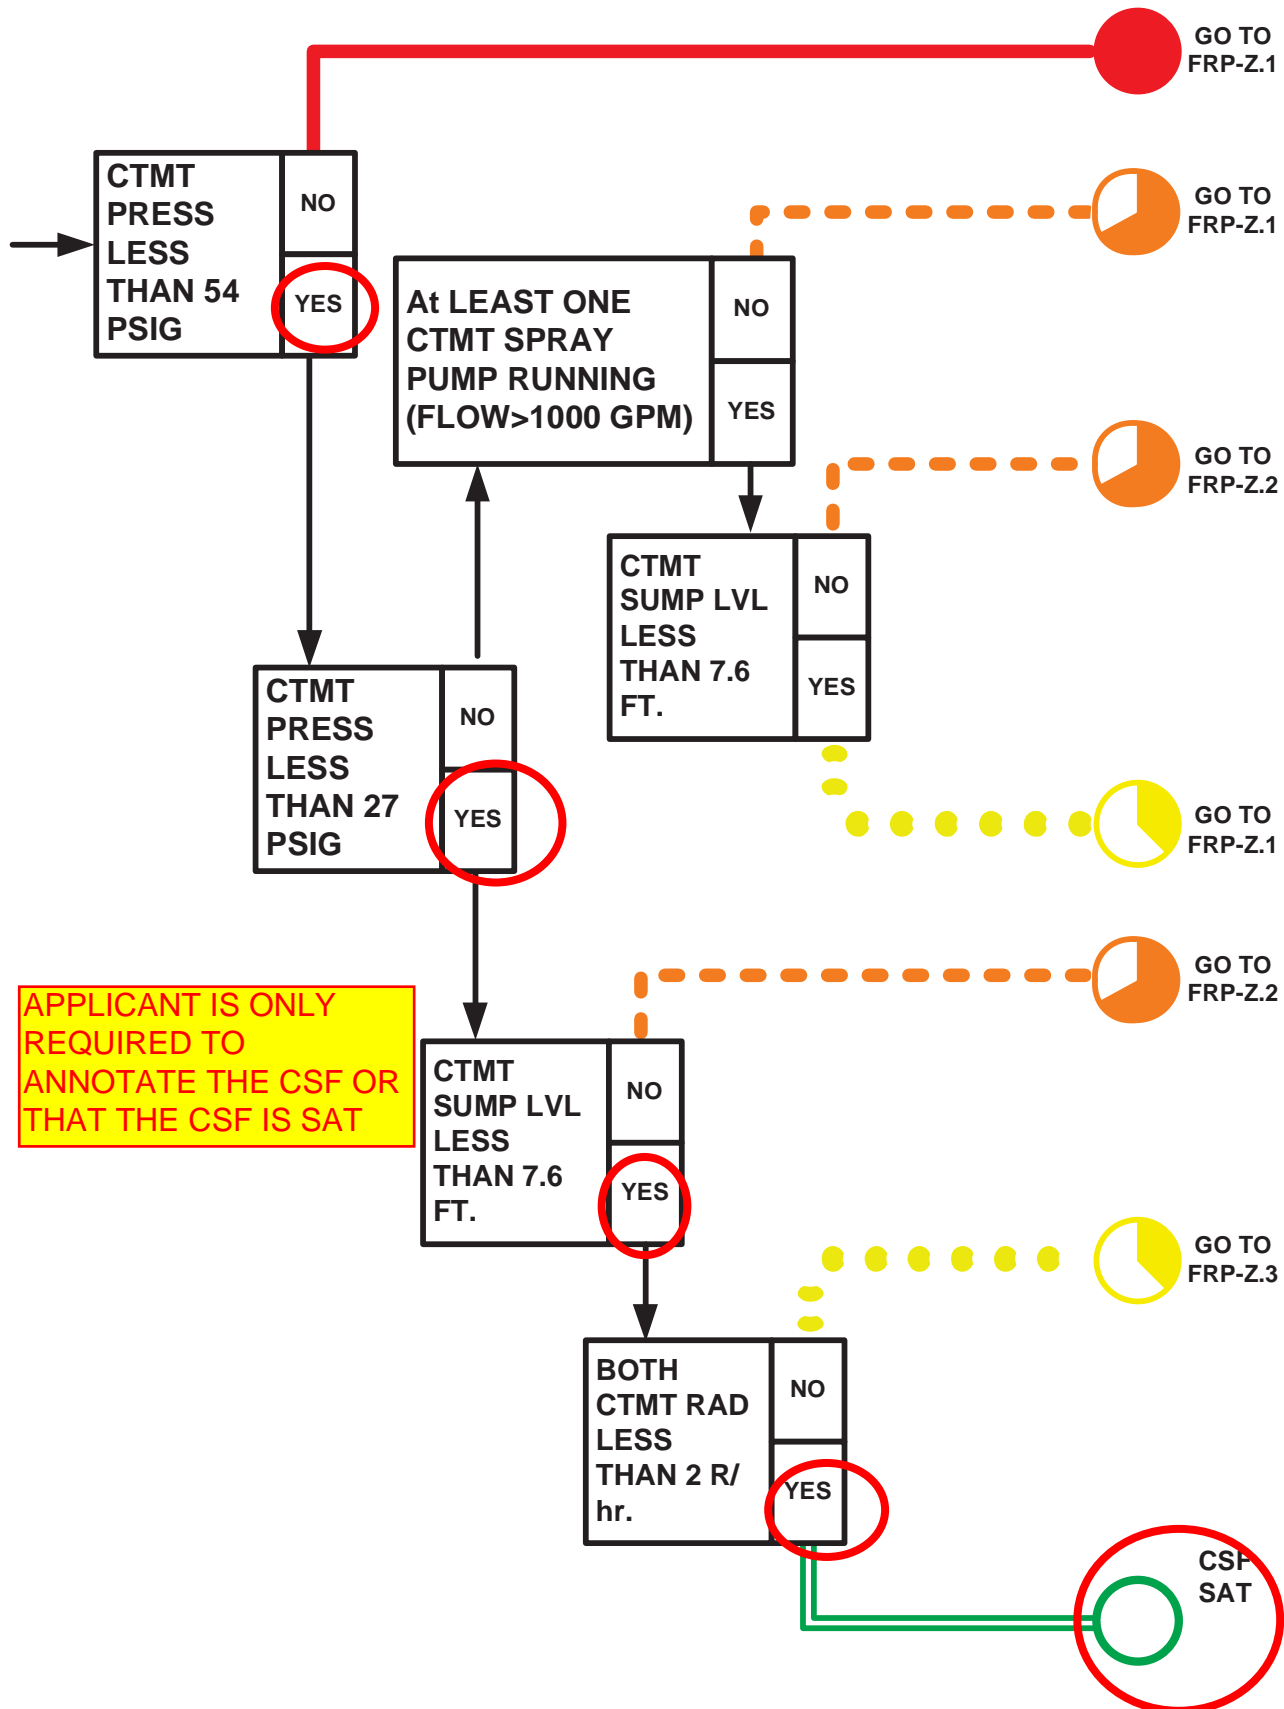 GO TO
FRP-Z.1
CTMT
PRESS
LESS
THAN 54
PSIG
NO
YES
GO TO
FRP-Z.1
At LEAST ONE
CTMT SPRAY
PUMP RUNNING
(FLOW>1000 GPM)
NO
YES
GO TO
FRP-Z.2
CTMT
SUMP LVL
LESS
THAN 7.6
FT.
NO
YES
CTMT
PRESS
LESS
THAN 27
PSIG
NO
YES
GO TO
FRP-Z.1
GO TO
FRP-Z.2
APPLICANT IS ONLY
REQUIRED TO
ANNOTATE THE CSF OR
THAT THE CSF IS SAT
CTMT
SUMP LVL
LESS
THAN 7.6
FT.
NO
YES
GO TO
FRP-Z.3
BOTH
CTMT RAD
LESS
THAN 2 R/
hr.
NO
YES
CSF
SAT